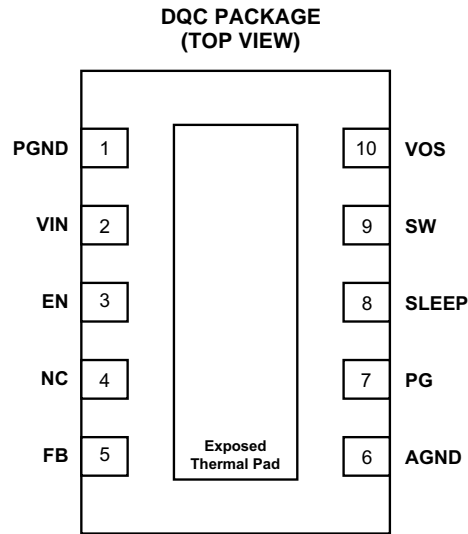 DQC PACKAGE
(TOP VIEW)
PGND 1 10 VOS
VIN 2 9 SW
EN 3 8 SLEEP
NC 4 7 PG
FB 5 Exposed Thermal Pad 6 AGND